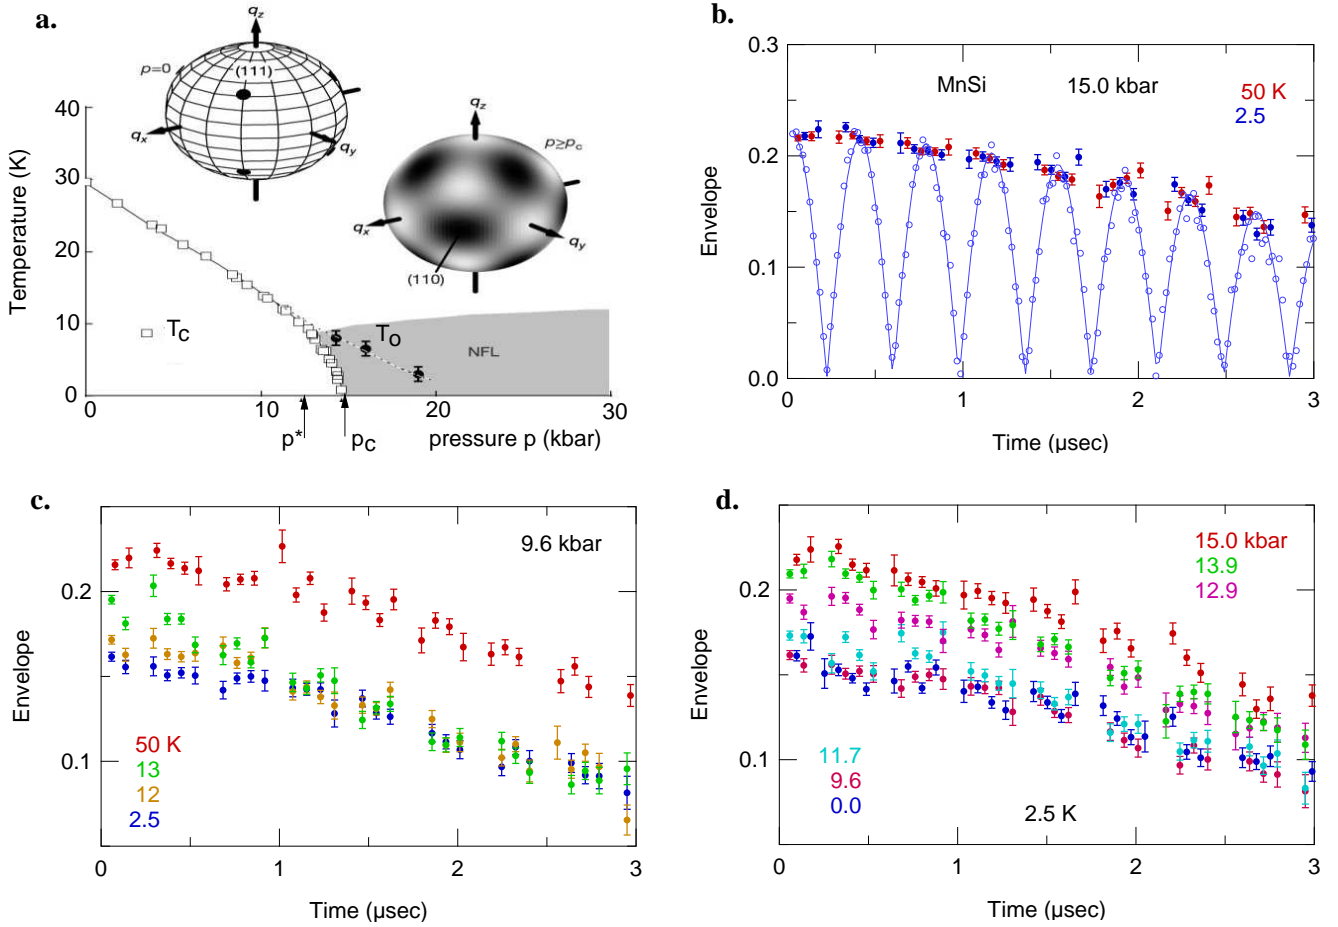 a.
q_z
p=0
(111)
q_x
q_y
q_z
p≥p_c
q_x
q_y
(110)
Temperature (K)
40
30
20
10
0
T_C
T_O
NFL
0
10
20
30
p*
p_C
pressure p (kbar)
b.
0.3
0.2
0.1
0.0
Envelope
MnSi
15.0 kbar
50 K
2.5
0
1
2
3
Time (μsec)
c.
9.6 kbar
0.2
0.1
Envelope
50 K
13
12
2.5
0
1
2
3
Time (μsec)
d.
15.0 kbar
13.9
12.9
0.2
0.1
Envelope
11.7
9.6
0.0
2.5 K
0
1
2
3
Time (μsec)